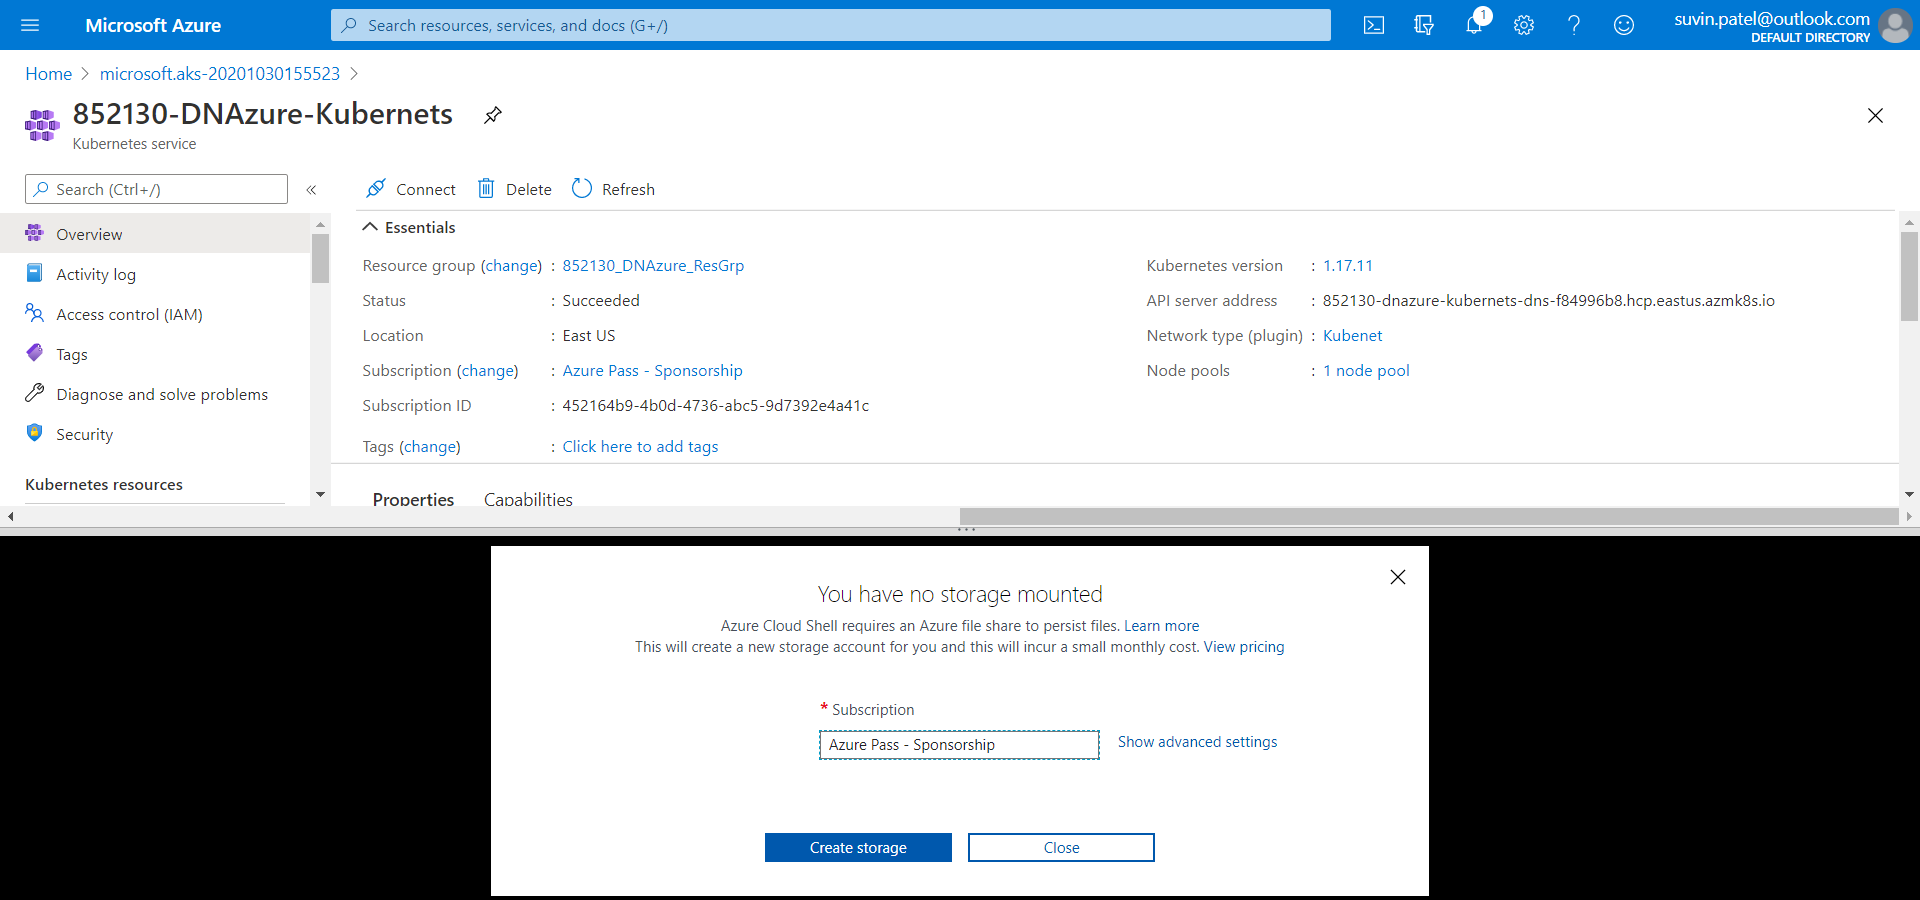 Microsoft Azure
Search resources, services, and docs (G+/)
1
suvin.patel@outlook.com
DEFAULT DIRECTORY
Home > microsoft.aks-20201030155523 >
852130-DNAzure-Kubernets
Kubernetes service
Search (Ctrl+/)
«
Connect Delete Refresh
Overview
Activity log
Access control (IAM)
Tags
Diagnose and solve problems
Security
Kubernetes resources
Essentials
Resource group (change) : 852130_DNAzure_ResGrp
Status : Succeeded
Location : East US
Subscription (change) : Azure Pass - Sponsorship
Subscription ID : 452164b9-4b0d-4736-abc5-9d7392e4a41c
Tags (change) : Click here to add tags
Kubernetes version : 1.17.11
API server address : 852130-dnazure-kubernets-dns-f84996b8.hcp.eastus.azmk8s.io
Network type (plugin) : Kubenet
Node pools : 1 node pool
Properties Capabilities
You have no storage mounted
Azure Cloud Shell requires an Azure file share to persist files. Learn more
This will create a new storage account for you and this will incur a small monthly cost. View pricing
* Subscription
Azure Pass - Sponsorship
Show advanced settings
Create storage
Close